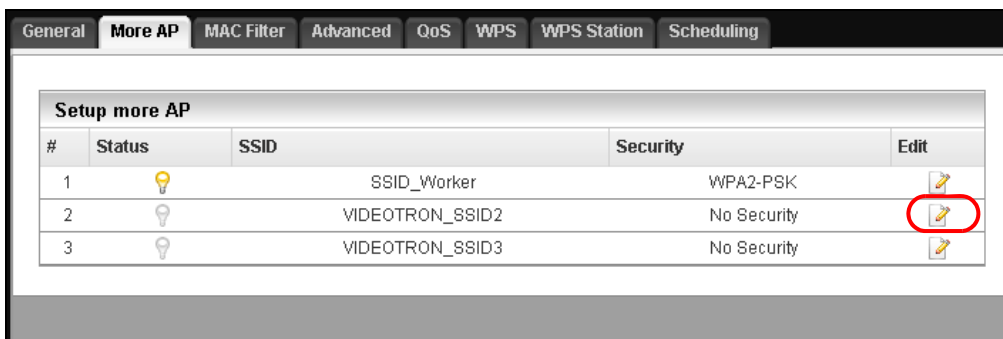 General More AP MAC Filter Advanced QoS WPS WPS Station Scheduling
Setup more AP
# Status SSID Security Edit
1 SSID_Worker WPA2-PSK
2 VIDEOTRON_SSID2 No Security
3 VIDEOTRON_SSID3 No Security